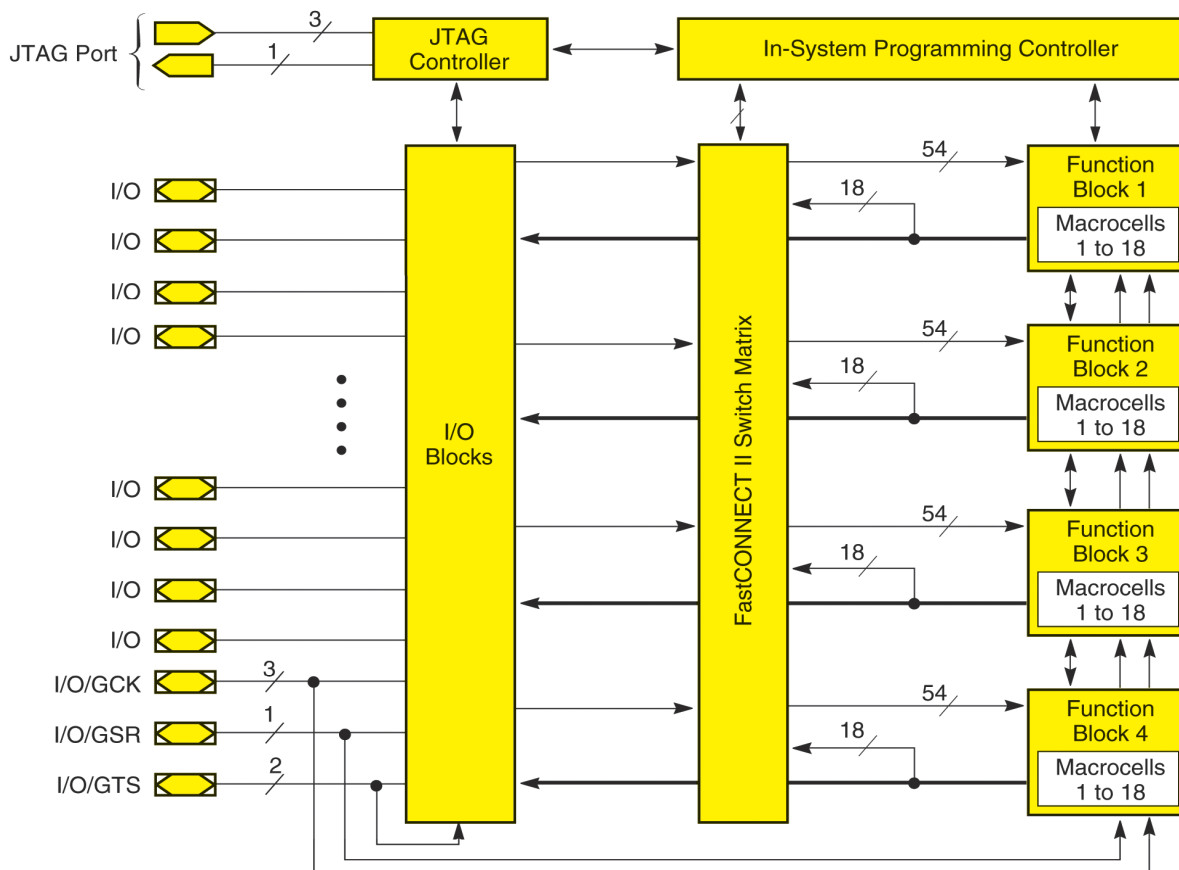 JTAG Port
3
1
JTAG
Controller
In-System Programming Controller
I/O
I/O
I/O
I/O
I/O
I/O
I/O
I/O
I/O/GCK
3
I/O/GSR
1
I/O/GTS
2
I/O
Blocks
FastCONNECT II Switch Matrix
54
18
Function
Block 1
Macrocells
1 to 18
54
18
Function
Block 2
Macrocells
1 to 18
54
18
Function
Block 3
Macrocells
1 to 18
54
18
Function
Block 4
Macrocells
1 to 18